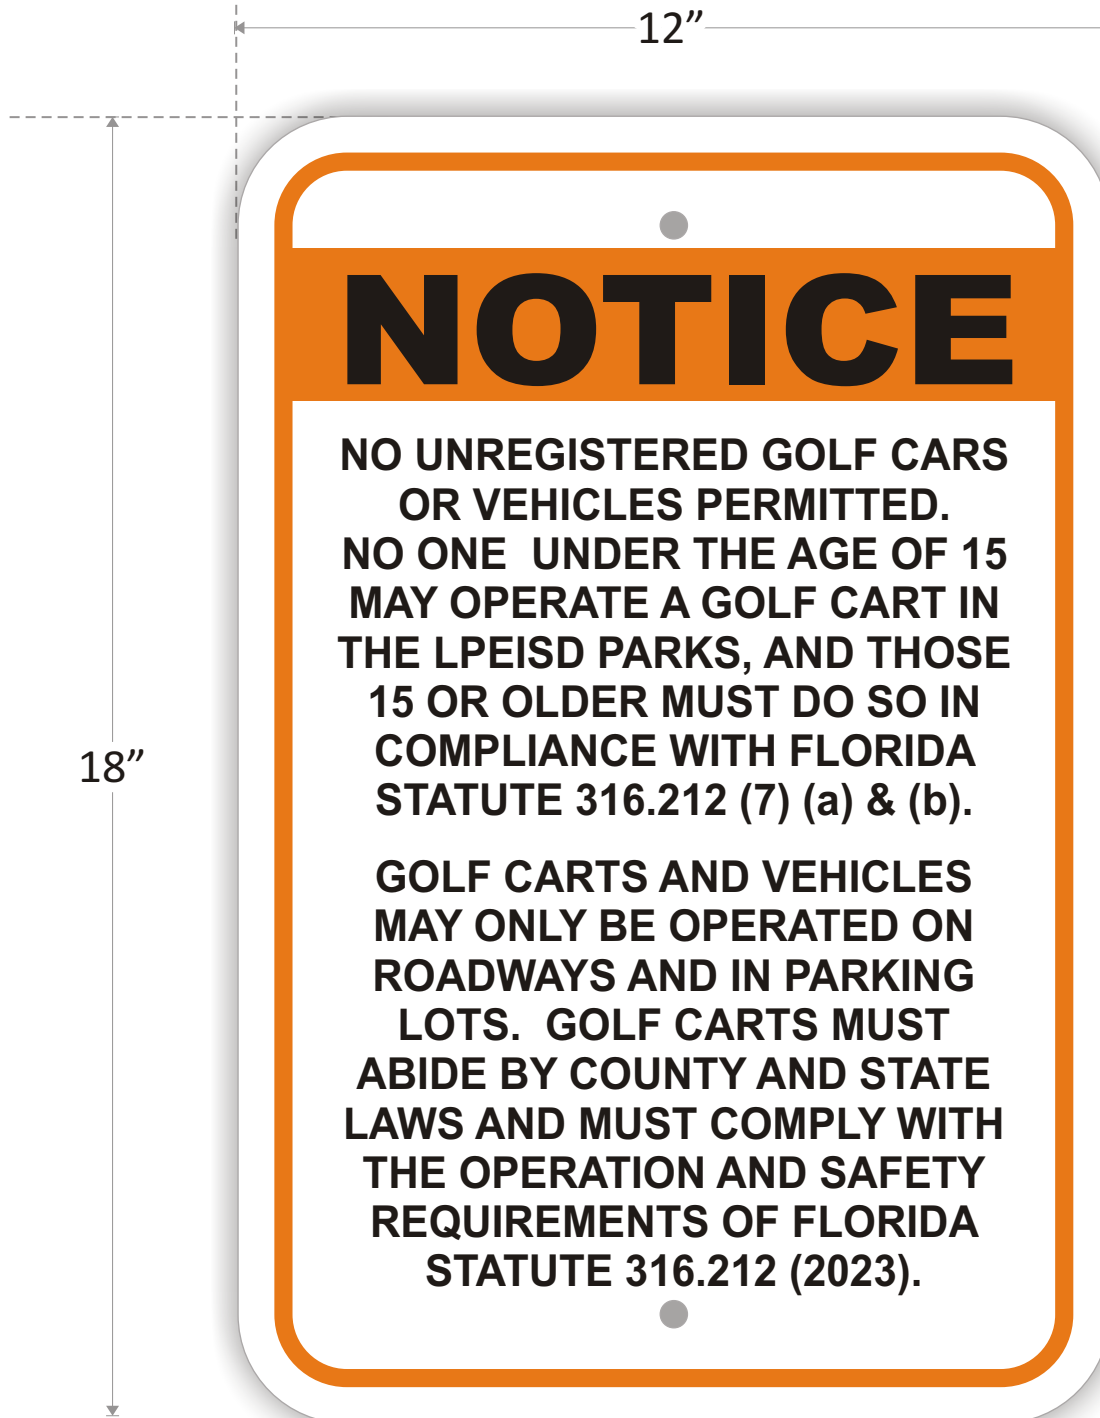 12”
NOTICE
NO UNREGISTERED GOLF CARS
OR VEHICLES PERMITTED.
NO ONE  UNDER THE AGE OF 15
MAY OPERATE A GOLF CART IN
THE LPEISD PARKS, AND THOSE
15 OR OLDER MUST DO SO IN
COMPLIANCE WITH FLORIDA
STATUTE 316.212 (7) (a) & (b).
18”
GOLF CARTS AND VEHICLES
MAY ONLY BE OPERATED ON
ROADWAYS AND IN PARKING
LOTS.  GOLF CARTS MUST
ABIDE BY COUNTY AND STATE
LAWS AND MUST COMPLY WITH
THE OPERATION AND SAFETY
REQUIREMENTS OF FLORIDA
STATUTE 316.212 (2023).